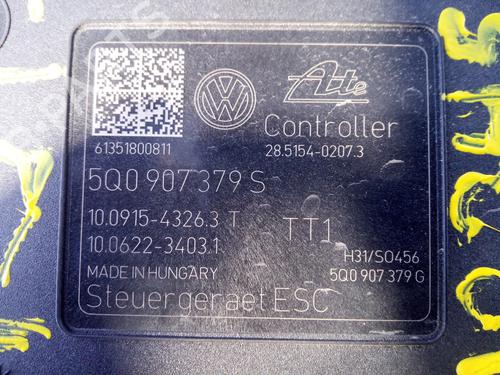 Ate
Controller
61351800811
28.5154-0207.3
5Q0 907 379 S
10.0915-4326.3 T
10.0622-3403.1
TT1
H31/SO456
MADE IN HUNGARY
5Q0 907 379 G
Steuergeraet ESC